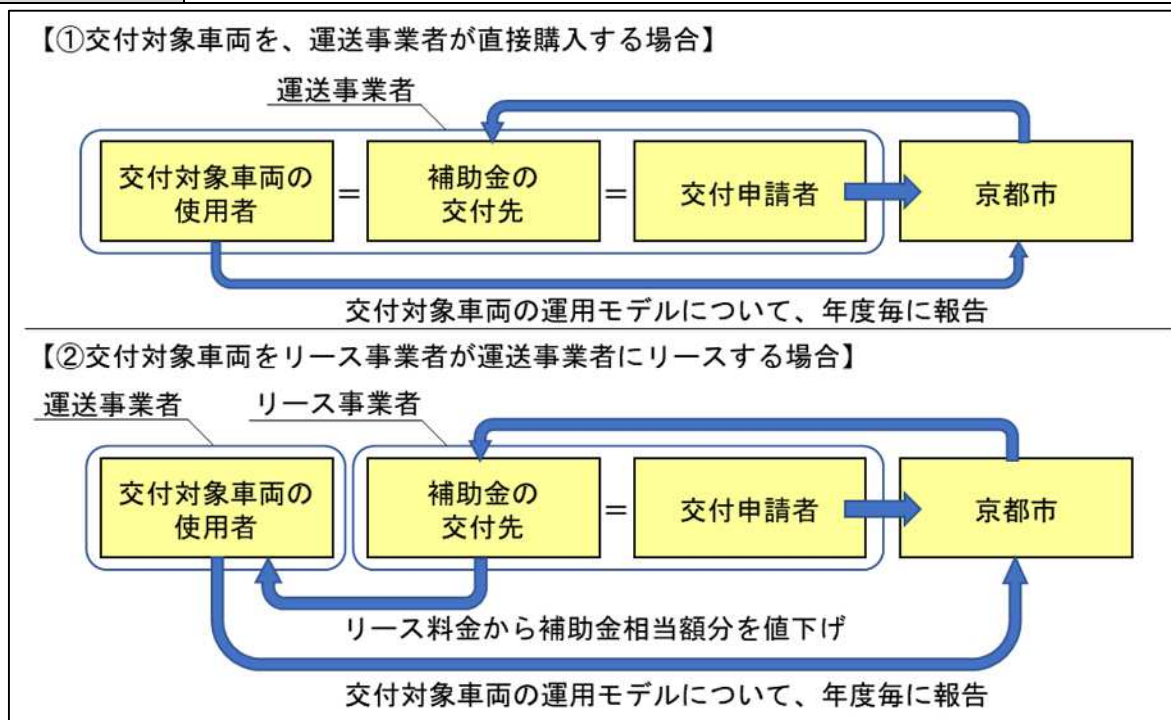 【①交付対象車両を、運送事業者が直接購入する場合】
運送事業者
交付対象車両の
使用者
＝
補助金の
交付先
＝
交付申請者
京都市
交付対象車両の運用モデルについて、年度毎に報告
【②交付対象車両をリース事業者が運送事業者にリースする場合】
運送事業者
リース事業者
交付対象車両の
使用者
補助金の
交付先
＝
交付申請者
京都市
リース料金から補助金相当額分を値下げ
交付対象車両の運用モデルについて、年度毎に報告